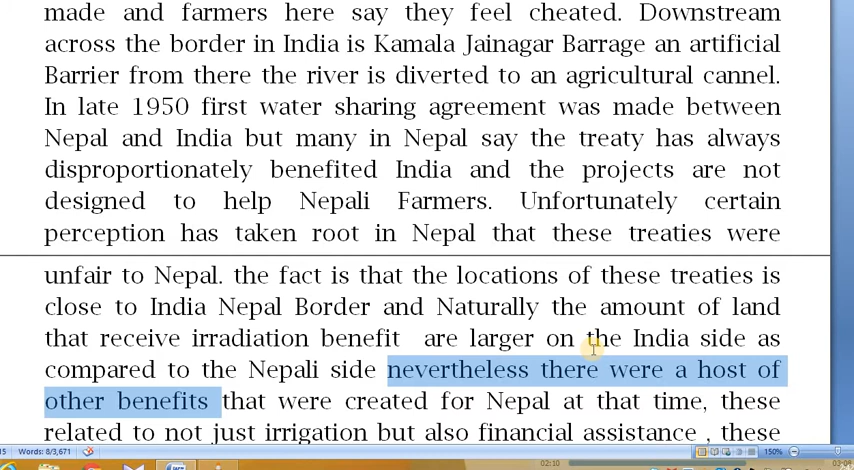 made and farmers here say they feel cheated. Downstream
across the border in India is Kamala Jainagar Barrage an artificial
Barrier from there the river is diverted to an agricultural cannel.
In late 1950 first water sharing agreement was made between
Nepal and India but many in Nepal say the treaty has always
disproportionately benefited India and the projects are not
designed to help Nepali Farmers. Unfortunately certain
perception has taken root in Nepal that these treaties were
unfair to Nepal. the fact is that the locations of these treaties is
close to India Nepal Border and Naturally the amount of land
that receive irradiation benefit are larger on the India side as
compared to the Nepali side nevertheless there were a host of
other benefits that were created for Nepal at that time, these
related to not just irrigation but also financial assistance , these
Words: 8/3,671
150%
02:10